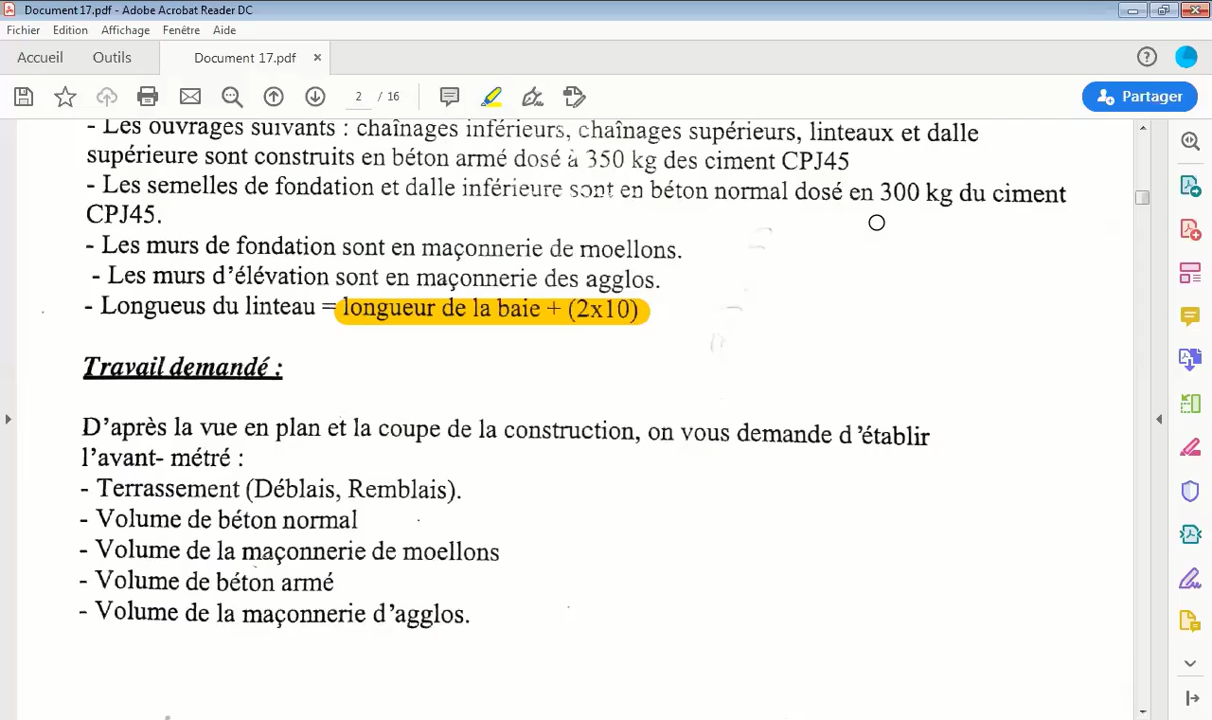 Document 17.pdf - Adobe Acrobat Reader DC
Fichier Edition Affichage Fenêtre Aide
Accueil Outils Document 17.pdf ×
2 / 16 Partager
- Les ouvrages suivants : chaînages inférieurs, chaînages supérieurs, linteaux et dalle
supérieure sont construits en béton armé dosé à 350 kg des ciment CPJ45
- Les semelles de fondation et dalle inférieure sont en béton normal dosé en 300 kg du ciment
CPJ45.
- Les murs de fondation sont en maçonnerie de moellons.
- Les murs d'élévation sont en maçonnerie des agglos.
- Longueus du linteau = longueur de la baie + (2x10)
Travail demandé :
D'après la vue en plan et la coupe de la construction, on vous demande d'établir
l'avant- métré :
- Terrassement (Déblais, Remblais).
- Volume de béton normal
- Volume de la maçonnerie de moellons
- Volume de béton armé
- Volume de la maçonnerie d'agglos.